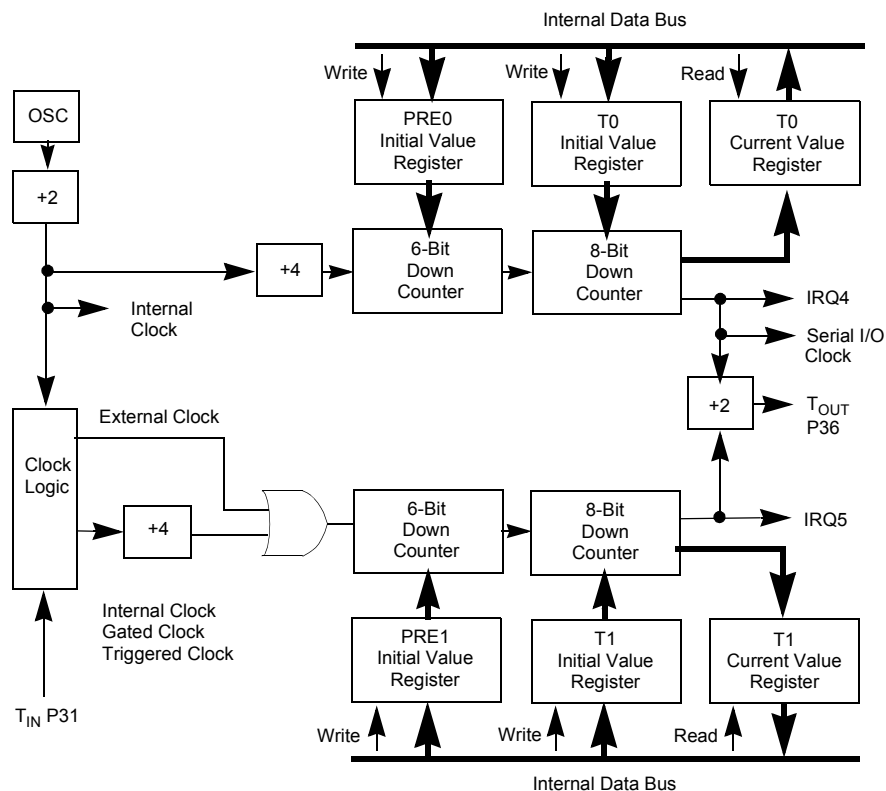 Internal Data Bus
Write
Write
Read
OSC
PRE0
Initial Value
Register
T0
Initial Value
Register
T0
Current Value
Register
+2
6-Bit
Down
Counter
8-Bit
Down
Counter
+4
Internal
Clock
IRQ4
Serial I/O
Clock
+2
TOUT
P36
External Clock
Clock
Logic
+4
6-Bit
Down
Counter
8-Bit
Down
Counter
IRQ5
Internal Clock
Gated Clock
Triggered Clock
PRE1
Initial Value
Register
T1
Initial Value
Register
T1
Current Value
Register
TIN P31
Write
Write
Read
Internal Data Bus